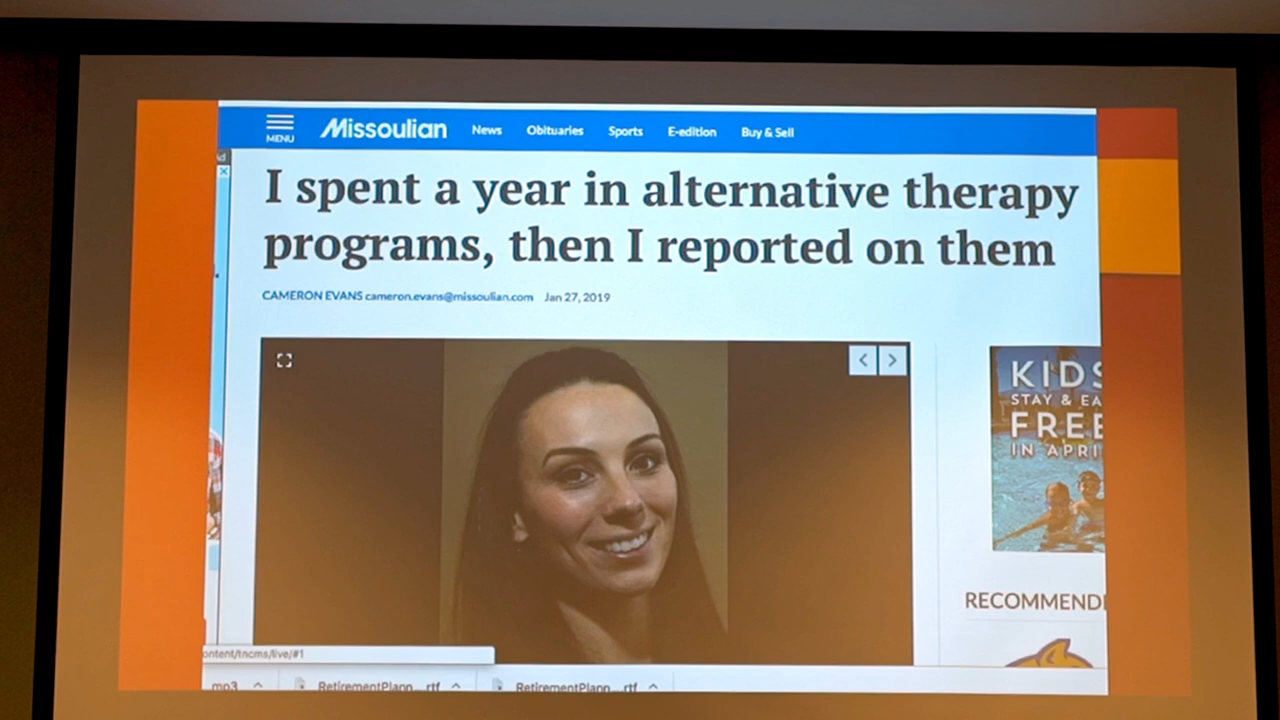 MENU
Missoulian
News
Obituaries
Sports
E-edition
Buy & Sell
I spent a year in alternative therapy
programs, then I reported on them
CAMERON EVANS cameron.evans@missoulian.com Jan 27, 2019
KIDS
STAY & EA
FREE
IN APRI
RECOMMEND
ontent/tncms/live/#1
mp3
RetirementPlann....rtf
RetirementPlann....rtf